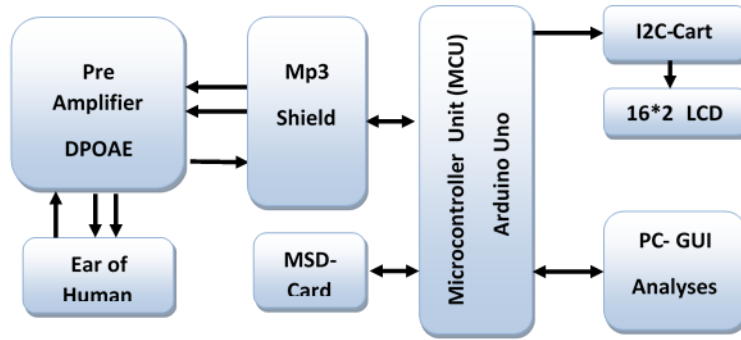 Pre
Amplifier
DPOAE
Mp3
Shield
Ear of
Human
MSD-
Card
Microcontroller Unit (MCU)
Arduino Uno
I2C-Cart
16*2 LCD
PC- GUI
Analyses